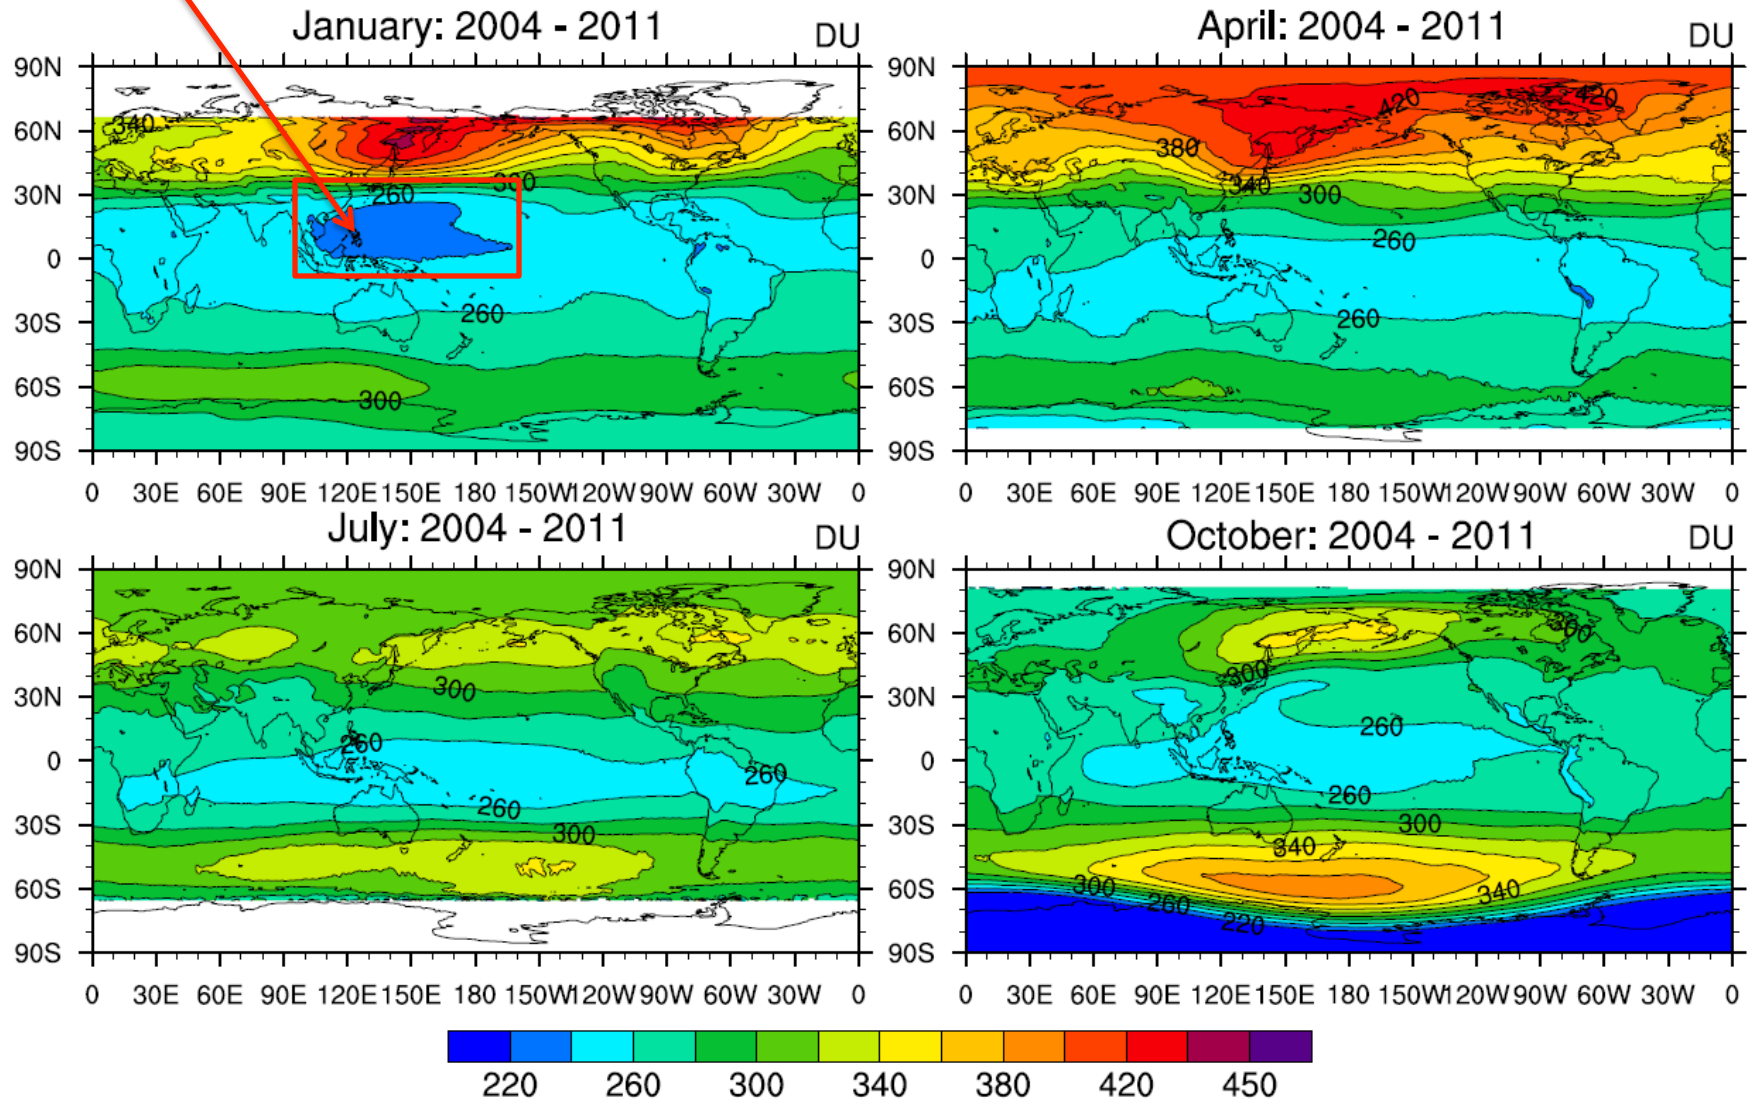 January: 2004 - 2011 DU
90N
60N
30N
0
30S
60S
90S
340
300
260
260
300
0 30E 60E 90E 120E 150E 180 150W 120W 90W 60W 30W 0
April: 2004 - 2011 DU
90N
60N
30N
0
30S
60S
90S
420
420
380
340
300
260
260
0 30E 60E 90E 120E 150E 180 150W 120W 90W 60W 30W 0
July: 2004 - 2011 DU
90N
60N
30N
0
30S
60S
90S
300
260
260
260
300
0 30E 60E 90E 120E 150E 180 150W 120W 90W 60W 30W 0
October: 2004 - 2011 DU
90N
60N
30N
0
30S
60S
90S
300
300
260
260
300
340
300
340
260
220
0 30E 60E 90E 120E 150E 180 150W 120W 90W 60W 30W 0
220 260 300 340 380 420 450